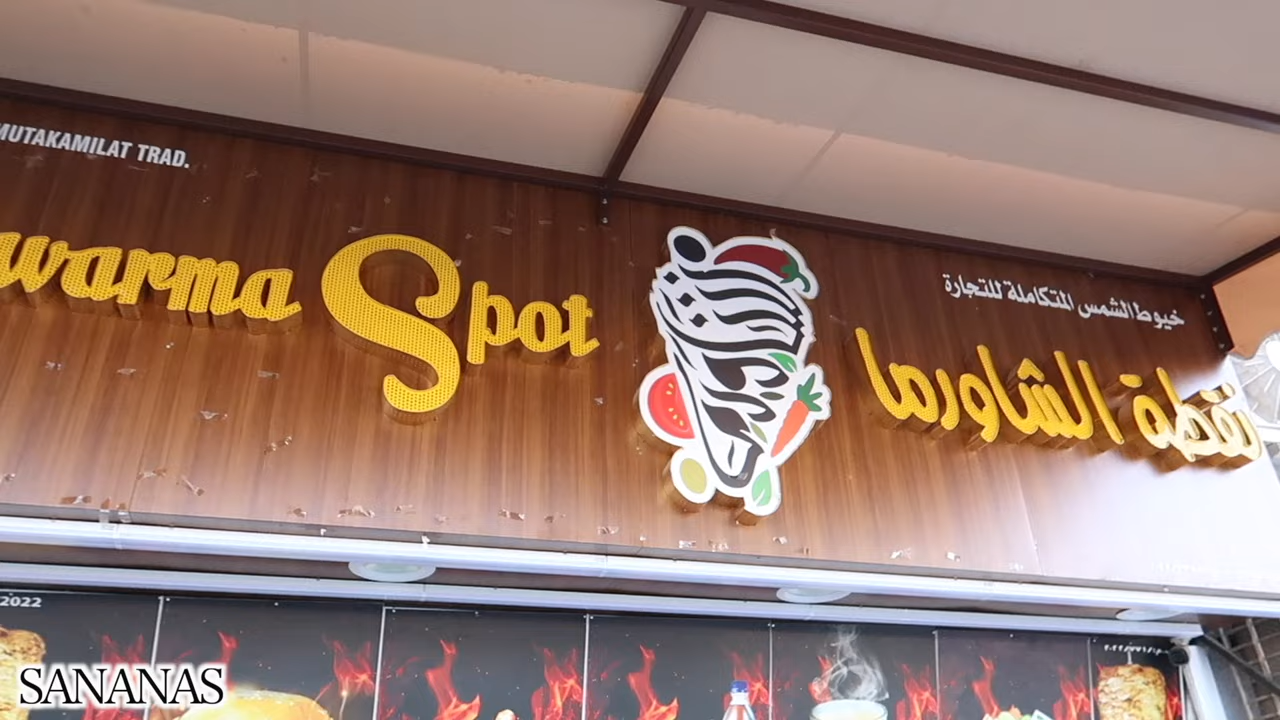 MUTAKAMILAT TRAD.
warma Spot
خيوط الشمس المتكاملة للتجارة
نقطة الشاورما
2022
SANANAS